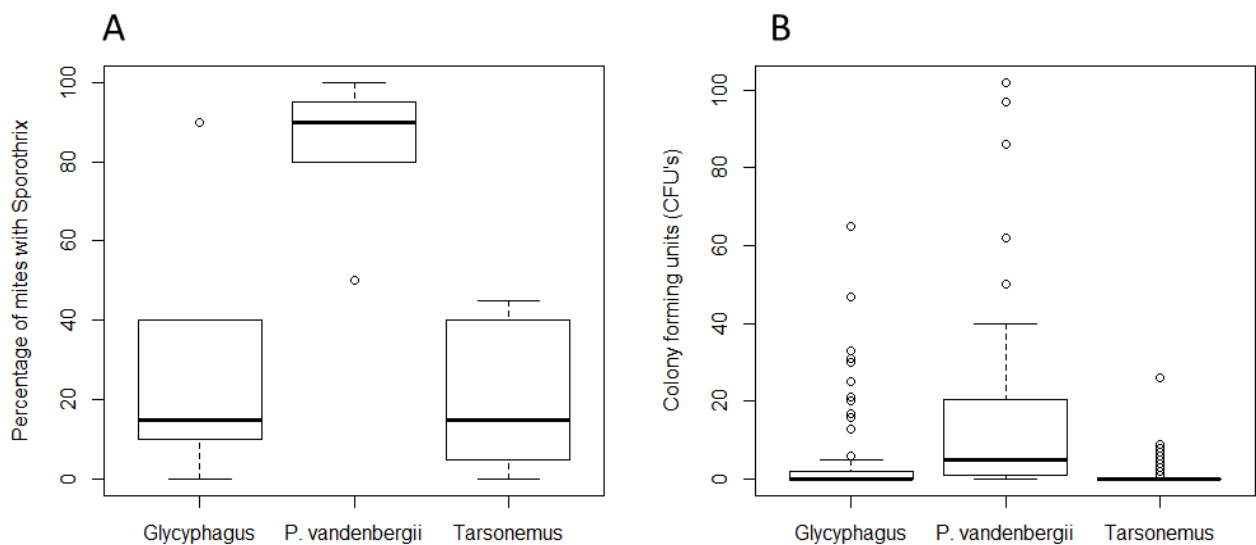 A
Percentage of mites with Sporothrix
100
80
60
40
20
0
Glycyphagus P. vandenbergii Tarsonemus
B
Colony forming units (CFU's)
100
80
60
40
20
0
Glycyphagus P. vandenbergii Tarsonemus